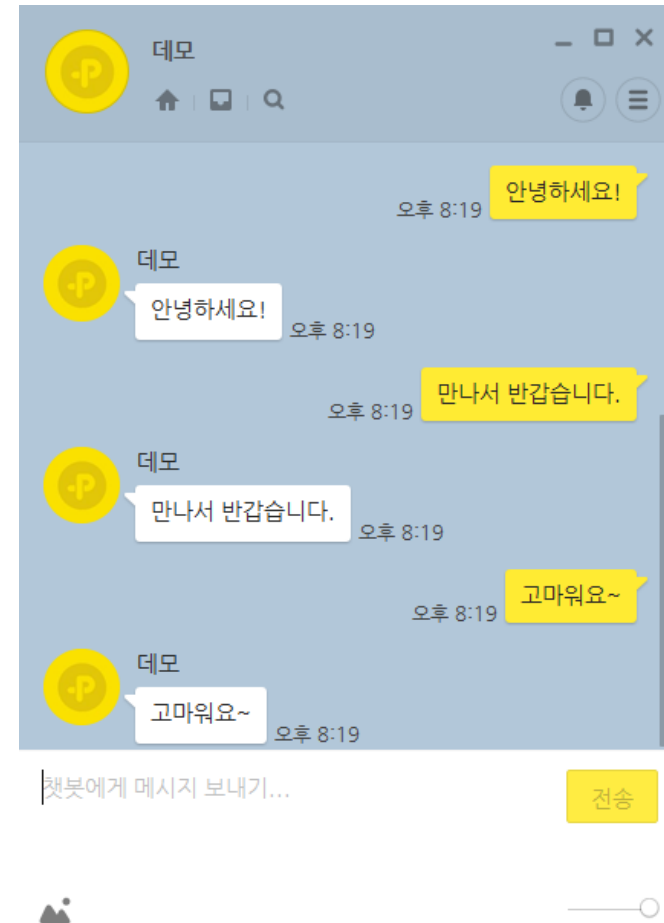 데모
오후 8:19 안녕하세요!
데모
안녕하세요! 오후 8:19
오후 8:19 만나서 반갑습니다.
데모
만나서 반갑습니다. 오후 8:19
오후 8:19 고마워요~
데모
고마워요~ 오후 8:19
챗봇에게 메시지 보내기...
전송